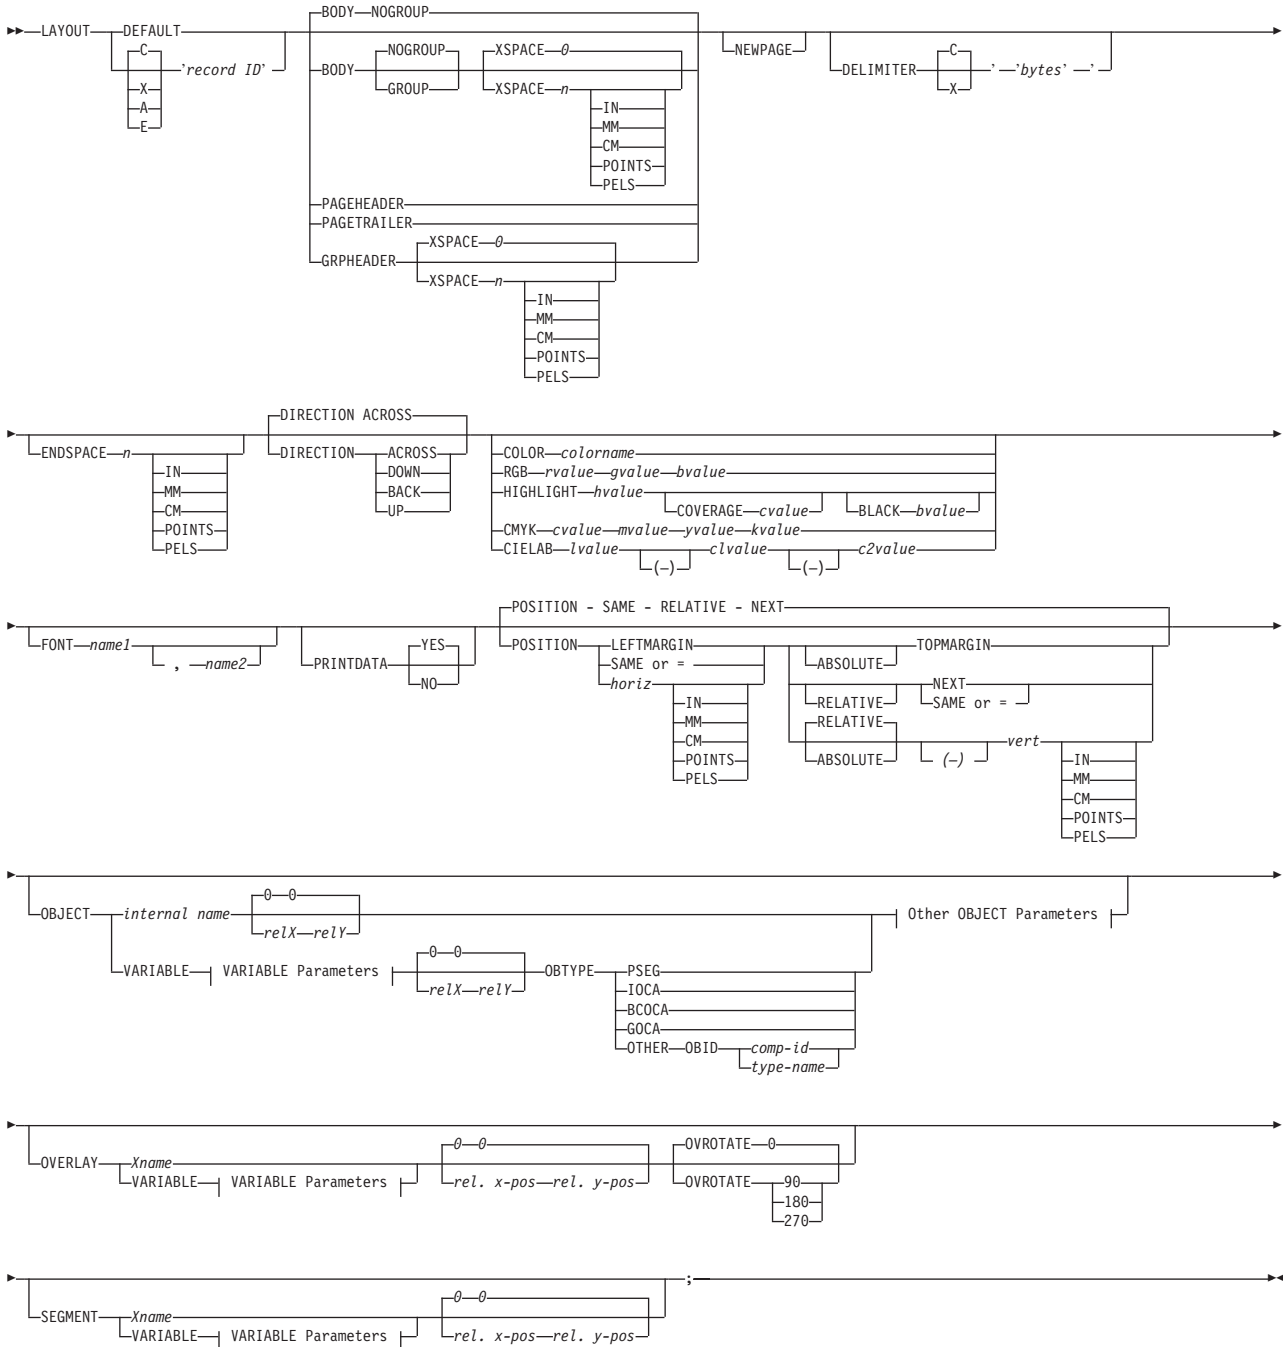 BODY NOGROUP
LAYOUT DEFAULT
C
X
A
E
'record ID'
BODY
NOGROUP
GROUP
XSPACE 0
XSPACE n
IN
MM
CM
POINTS
PELS
PAGEHEADER
PAGETRAILER
GRPHEADER
XSPACE 0
XSPACE n
IN
MM
CM
POINTS
PELS
NEWPAGE
DELIMITER
C
X
' 'bytes' '
ENDSPACE n
IN
MM
CM
POINTS
PELS
DIRECTION ACROSS
DIRECTION
ACROSS
DOWN
BACK
UP
COLOR colorname
RGB rvalue gvalue bvalue
HIGHLIGHT hvalue
COVERAGE cvalue
BLACK bvalue
CMYK cvalue mvalue yvalue kvalue
CIELAB lvalue (–) c1value (–) c2value
FONT name1
, name2
PRINTDATA
YES
NO
POSITION - SAME - RELATIVE - NEXT
POSITION
LEFTMARGIN
SAME or =
horiz
IN
MM
CM
POINTS
PELS
ABSOLUTE TOPMARGIN
RELATIVE
NEXT
SAME or =
RELATIVE
ABSOLUTE
(–)
vert
IN
MM
CM
POINTS
PELS
OBJECT
internal name
0 0
relX relY
Other OBJECT Parameters
VARIABLE
VARIABLE Parameters
0 0
relX relY
OBTYPE
PSEG
IOCA
BCOCA
GOCA
OTHER OBID
comp-id
type-name
OVERLAY
Xname
VARIABLE
VARIABLE Parameters
0 0
rel. x-pos rel. y-pos
OVROTATE 0
OVROTATE
90
180
270
SEGMENT
Xname
VARIABLE
VARIABLE Parameters
0 0
rel. x-pos rel. y-pos
;